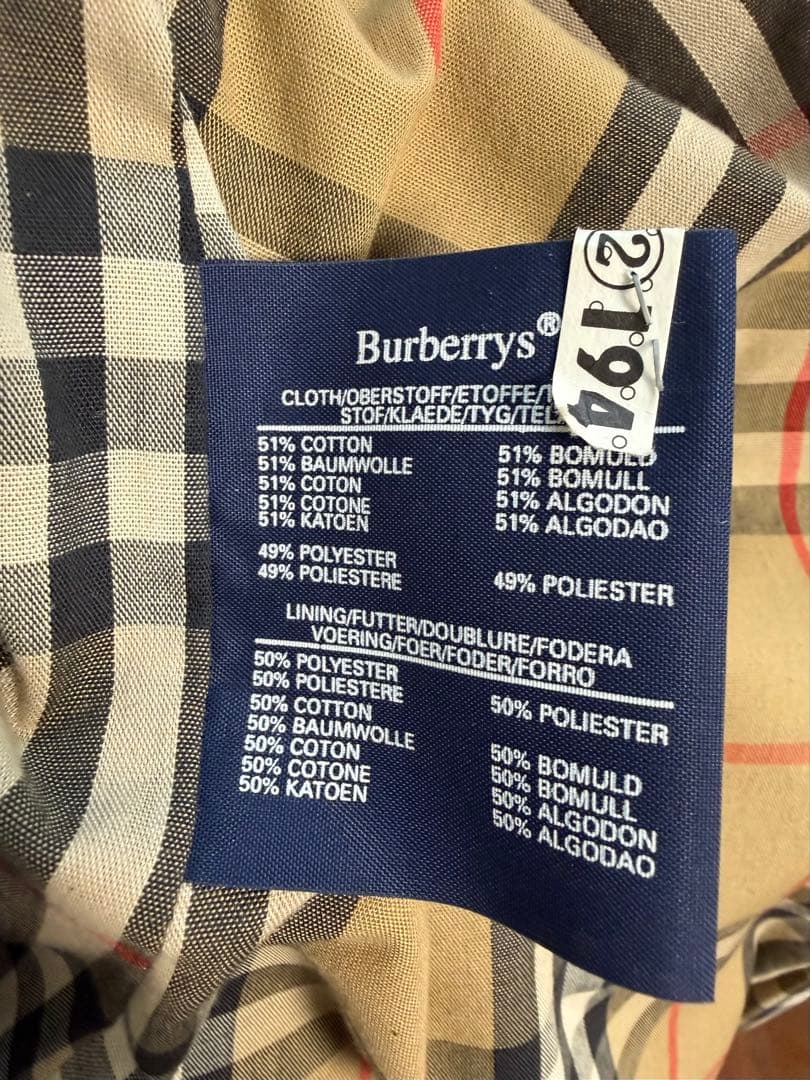 Burberrys®
② 194
CLOTH/OBERSTOFF/ETOFFE/
STOF/KLAEDE/TYG/
51% COTTON
51% BAUMWOLLE
51% COTON
51% COTONE
51% KATOEN
51% BOMULD
51% BOMULL
51% ALGODON
51% ALGODAO
49% POLYESTER
49% POLIESTERE
49% POLIESTER
LINING/FUTTER/DOUBLURE/FODERA
VOERING/FOER/FODER/FORRO
50% POLYESTER
50% POLIESTERE
50% COTTON
50% BAUMWOLLE
50% COTON
50% COTONE
50% KATOEN
50% POLIESTER
50% BOMULD
50% BOMULL
50% ALGODON
50% ALGODAO